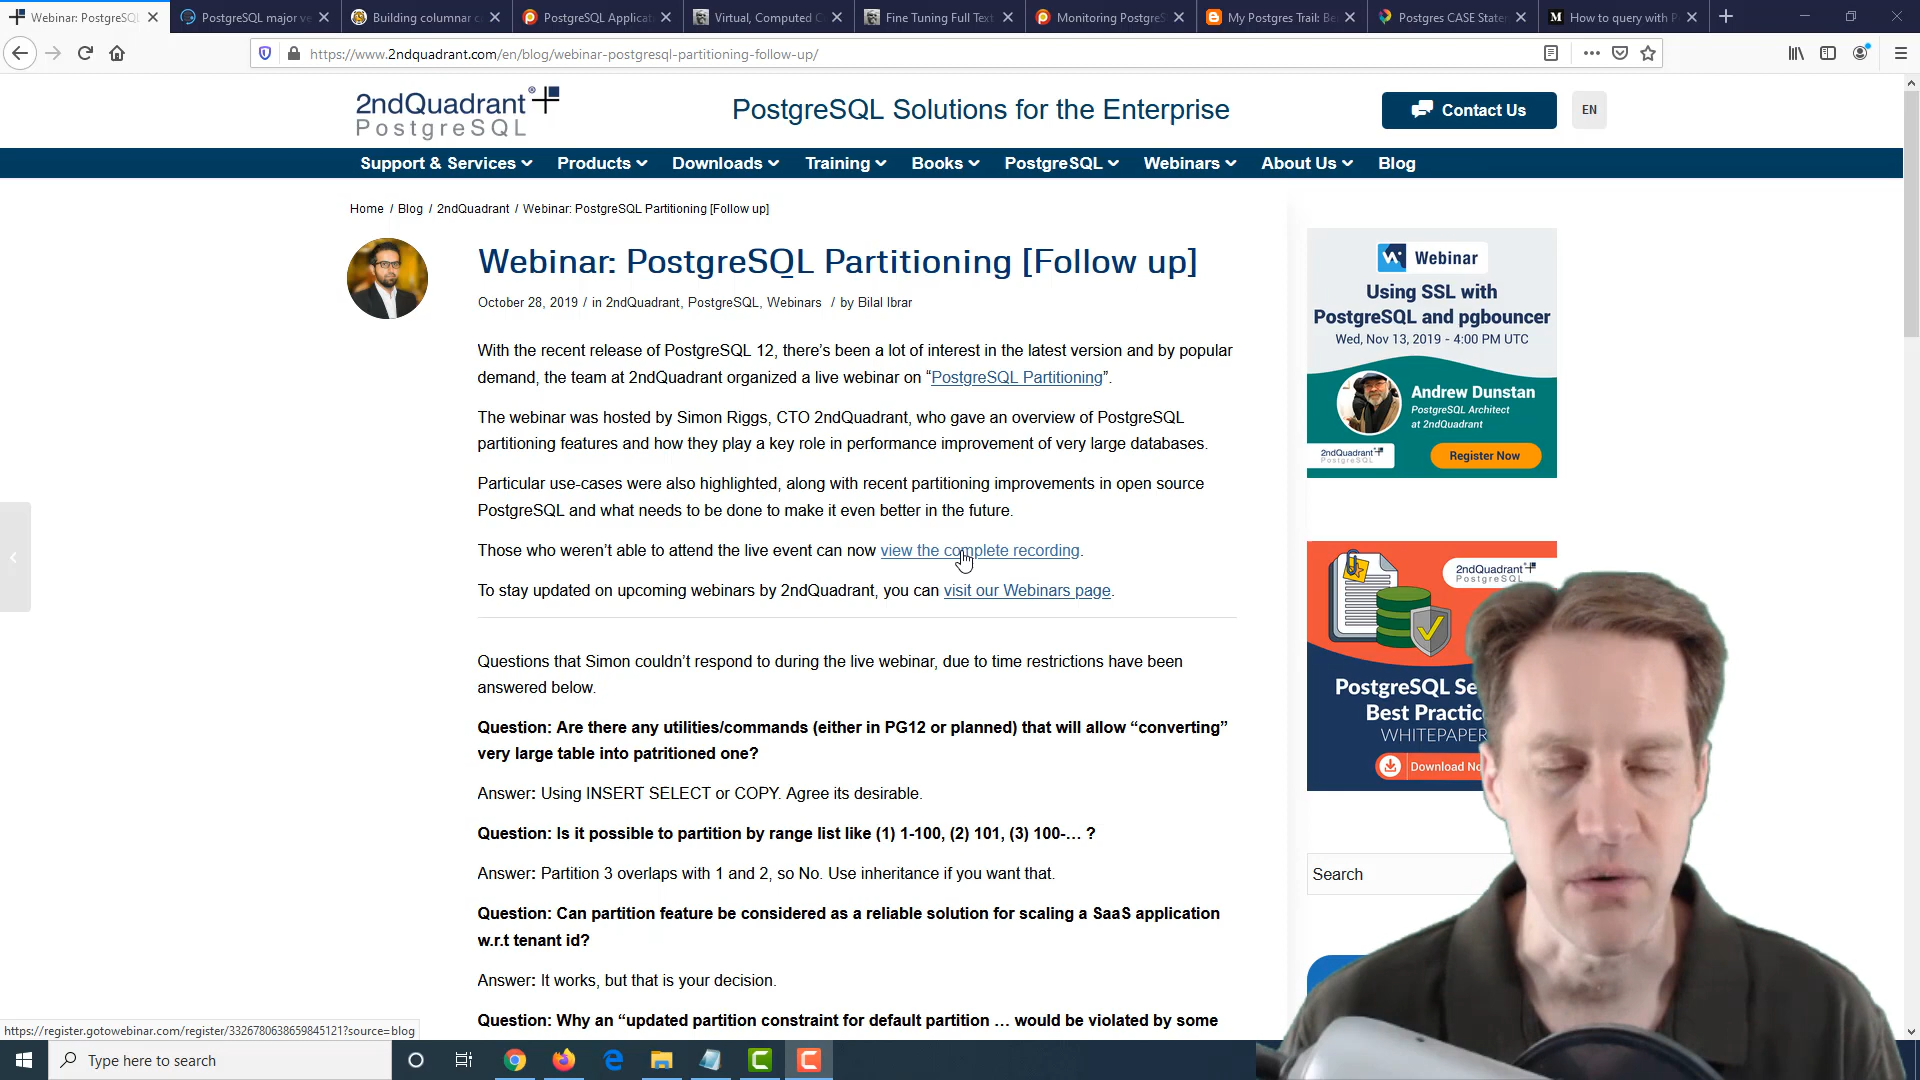 Webinar: PostgreSQL
PostgreSQL major ve
Building columnar c
PostgreSQL Applicat
Virtual, Computed C
Fine Tuning Full Text
Monitoring PostgreS
My Postgres Trail: Be
Postgres CASE State
How to query with P
https://www.2ndquadrant.com/en/blog/webinar-postgresql-partitioning-follow-up/
2ndQuadrant®
PostgreSQL
PostgreSQL Solutions for the Enterprise
Contact Us
EN
Support & Services
Products
Downloads
Training
Books
PostgreSQL
Webinars
About Us
Blog
Home / Blog / 2ndQuadrant / Webinar: PostgreSQL Partitioning [Follow up]
Webinar: PostgreSQL Partitioning [Follow up]
October 28, 2019 / in 2ndQuadrant, PostgreSQL, Webinars / by Bilal Ibrar
With the recent release of PostgreSQL 12, there’s been a lot of interest in the latest version and by popular
demand, the team at 2ndQuadrant organized a live webinar on “PostgreSQL Partitioning”.
The webinar was hosted by Simon Riggs, CTO 2ndQuadrant, who gave an overview of PostgreSQL
partitioning features and how they play a key role in performance improvement of very large databases.
Particular use-cases were also highlighted, along with recent partitioning improvements in open source
PostgreSQL and what needs to be done to make it even better in the future.
Those who weren’t able to attend the live event can now view the complete recording.
To stay updated on upcoming webinars by 2ndQuadrant, you can visit our Webinars page.
Questions that Simon couldn’t respond to during the live webinar, due to time restrictions have been
answered below.
Question: Are there any utilities/commands (either in PG12 or planned) that will allow “converting”
very large table into patritioned one?
Answer: Using INSERT SELECT or COPY. Agree its desirable.
Question: Is it possible to partition by range list like (1) 1-100, (2) 101, (3) 100-… ?
Answer: Partition 3 overlaps with 1 and 2, so No. Use inheritance if you want that.
Question: Can partition feature be considered as a reliable solution for scaling a SaaS application
w.r.t tenant id?
Answer: It works, but that is your decision.
Question: Why an “updated partition constraint for default partition … would be violated by some
Webinar
Using SSL with
PostgreSQL and pgbouncer
Wed, Nov 13, 2019 - 4:00 PM UTC
Andrew Dunstan
PostgreSQL Architect
at 2ndQuadrant
2ndQuadrant
PostgreSQL
Register Now
2ndQuadrant
PostgreSQL
PostgreSQL Se
Best Practic
WHITEPAPER
Download No
Search
https://register.gotowebinar.com/register/3326780638659845121?source=blog
Type here to search